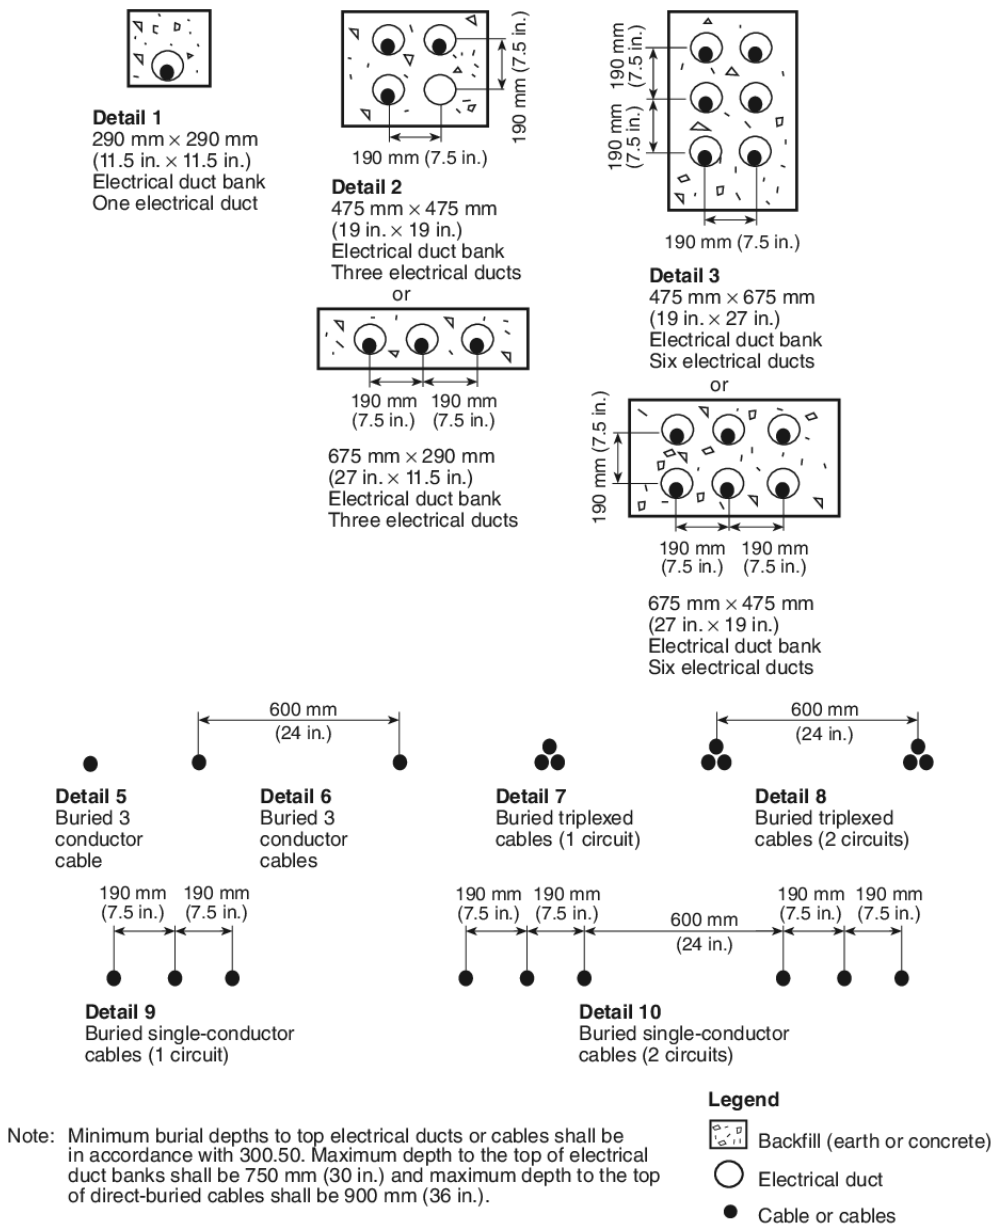 Detail 1
290 mm × 290 mm
(11.5 in. × 11.5 in.)
Electrical duct bank
One electrical duct
190 mm (7.5 in.)
190 mm (7.5 in.)
Detail 2
475 mm × 475 mm
(19 in. × 19 in.)
Electrical duct bank
Three electrical ducts
or
190 mm
(7.5 in.)
190 mm
(7.5 in.)
675 mm × 290 mm
(27 in. × 11.5 in.)
Electrical duct bank
Three electrical ducts
190 mm
(7.5 in.)
190 mm
(7.5 in.)
190 mm (7.5 in.)
Detail 3
475 mm × 675 mm
(19 in. × 27 in.)
Electrical duct bank
Six electrical ducts
or
190 mm (7.5 in.)
190 mm
(7.5 in.)
190 mm
(7.5 in.)
675 mm × 475 mm
(27 in. × 19 in.)
Electrical duct bank
Six electrical ducts
Detail 5
Buried 3
conductor
cable
600 mm
(24 in.)
Detail 6
Buried 3
conductor
cables
Detail 7
Buried triplexed
cables (1 circuit)
600 mm
(24 in.)
Detail 8
Buried triplexed
cables (2 circuits)
190 mm
(7.5 in.)
190 mm
(7.5 in.)
Detail 9
Buried single-conductor
cables (1 circuit)
190 mm
(7.5 in.)
190 mm
(7.5 in.)
600 mm
(24 in.)
190 mm
(7.5 in.)
190 mm
(7.5 in.)
Detail 10
Buried single-conductor
cables (2 circuits)
Legend
Backfill (earth or concrete)
Electrical duct
Cable or cables
Note: Minimum burial depths to top electrical ducts or cables shall be
in accordance with 300.50. Maximum depth to the top of electrical
duct banks shall be 750 mm (30 in.) and maximum depth to the top
of direct-buried cables shall be 900 mm (36 in.).